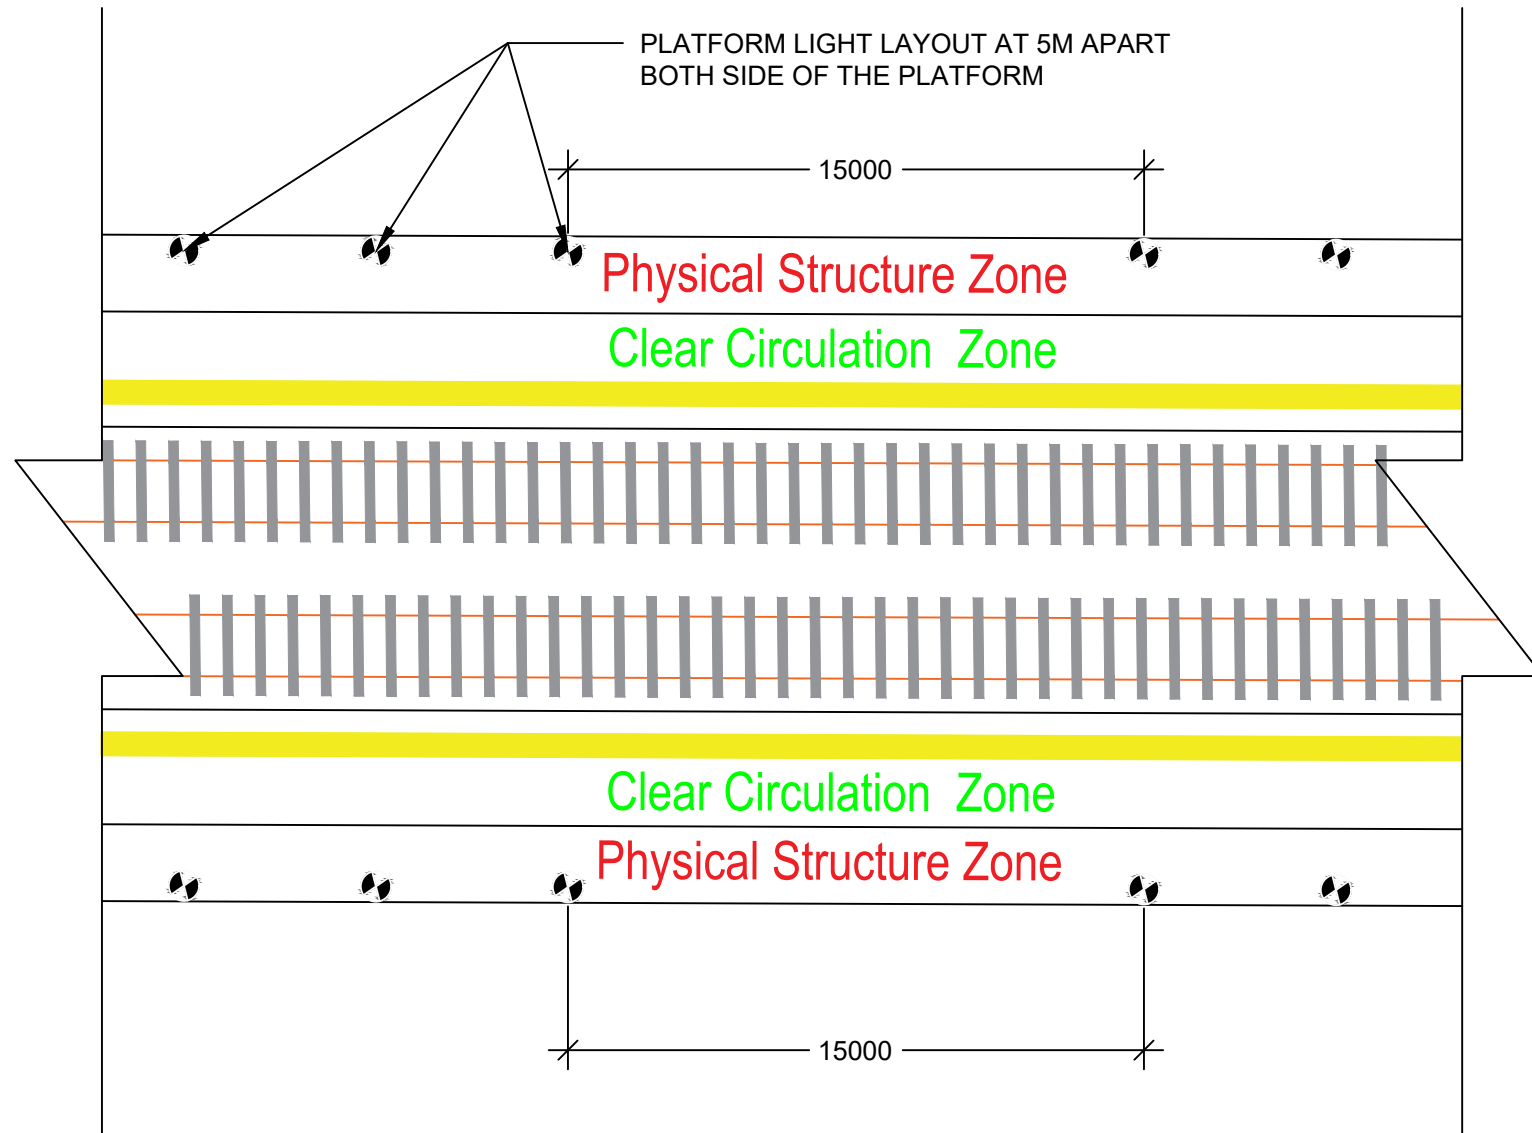 PLATFORM LIGHT LAYOUT AT 5M APART
BOTH SIDE OF THE PLATFORM
15000
Physical Structure Zone
Clear Circulation  Zone
Clear Circulation  Zone
Physical Structure Zone
15000